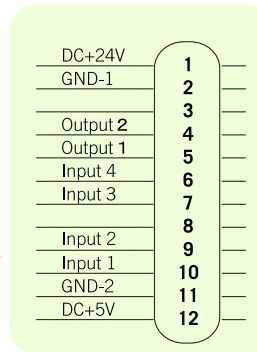 DC+24V 1
GND-1 2
3
Output 2 4
Output 1 5
Input 4 6
Input 3 7
8
Input 2 9
Input 1 10
GND-2 11
DC+5V 12